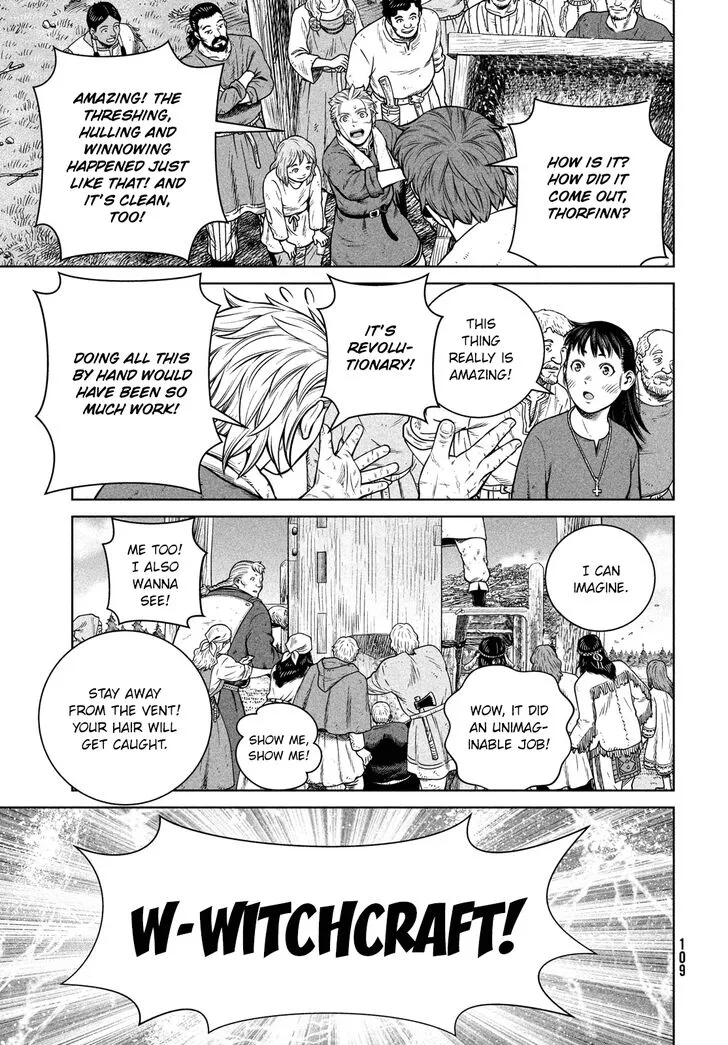 HOW IS IT?
HOW DID IT
COME OUT,
THORFINN?
AMAZING! THE
THRESHING,
HULLING AND
WINNOWING
HAPPENED JUST
LIKE THAT! AND
IT'S CLEAN,
TOO!
THIS
THING
REALLY IS
AMAZING!
IT'S
REVOLU-
TIONARY!
DOING ALL THIS
BY HAND WOULD
HAVE BEEN SO
MUCH WORK!
I CAN
IMAGINE.
WOW, IT DID
AN UNIMAG-
INABLE JOB!
ME TOO!
I ALSO
WANNA
SEE!
SHOW ME,
SHOW ME!
STAY AWAY
FROM THE VENT!
YOUR HAIR WILL
GET CAUGHT.
W-WITCHCRAFT!
109